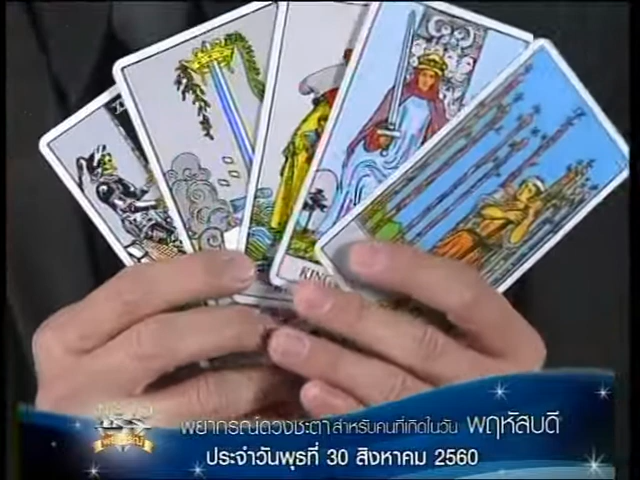 KING
พยากรณ์ดวงชะตาสำหรับคนที่เกิดในวัน พฤหัสบดี
ประจำวันพุธที่ 30 สิงหาคม 2560